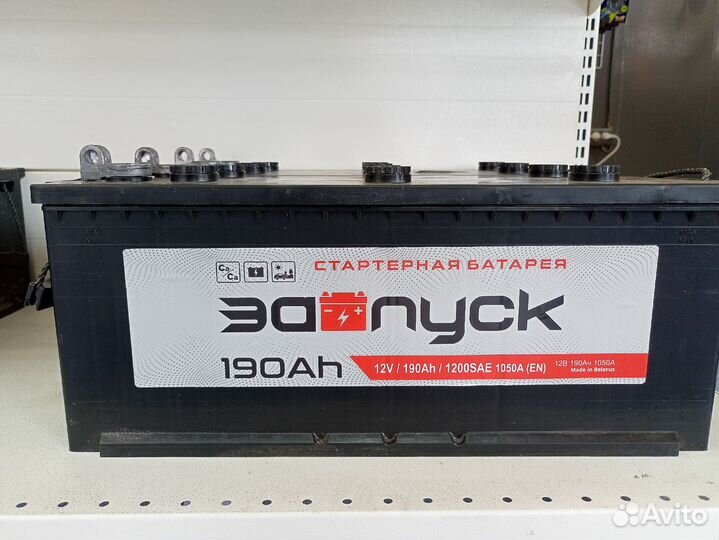 Ca
Ca
СТАРТЕРНАЯ БАТАРЕЯ
ЗАПУСК
190Ah
12V / 190Ah / 1200SAE 1050A (EN)
12В 190Ач 1050А
Made in Belarus
Avito